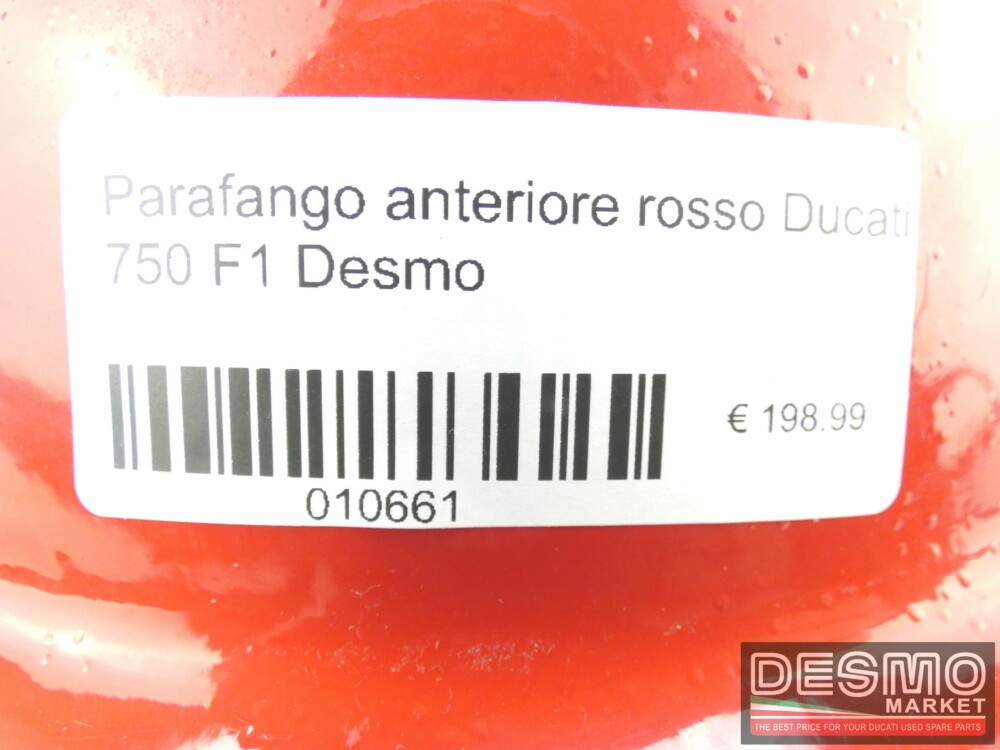 Parafango anteriore rosso Ducati
750 F1 Desmo
€ 198.99
010661
DESMO
MARKET
THE BEST PRICE FOR YOUR DUCATI USED SPARE PARTS